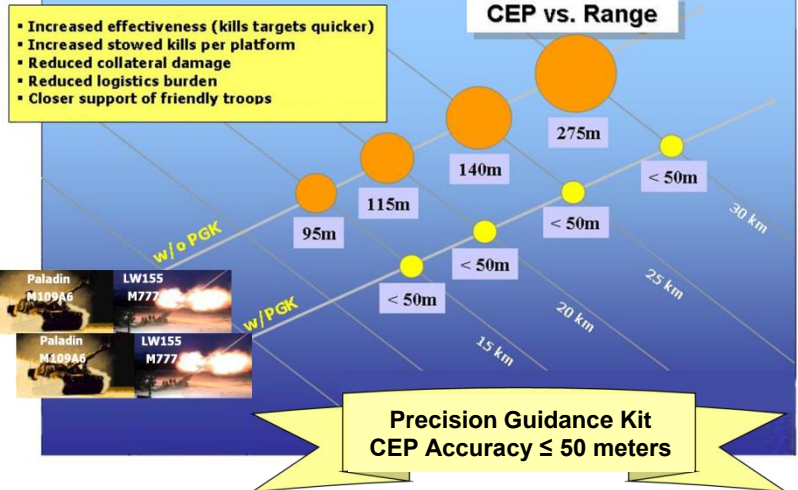 CEP vs. Range
▪ Increased effectiveness (kills targets quicker)
▪ Increased stowed kills per platform
▪ Reduced collateral damage
▪ Reduced logistics burden
▪ Closer support of friendly troops
275m
140m
115m
95m
< 50m
< 50m
< 50m
< 50m
w/o PGK
w/PGK
30 km
25 km
20 km
15 km
Paladin
M109A6
LW155
M777
Paladin
M109A6
LW155
M777
Precision Guidance Kit
CEP Accuracy ≤ 50 meters